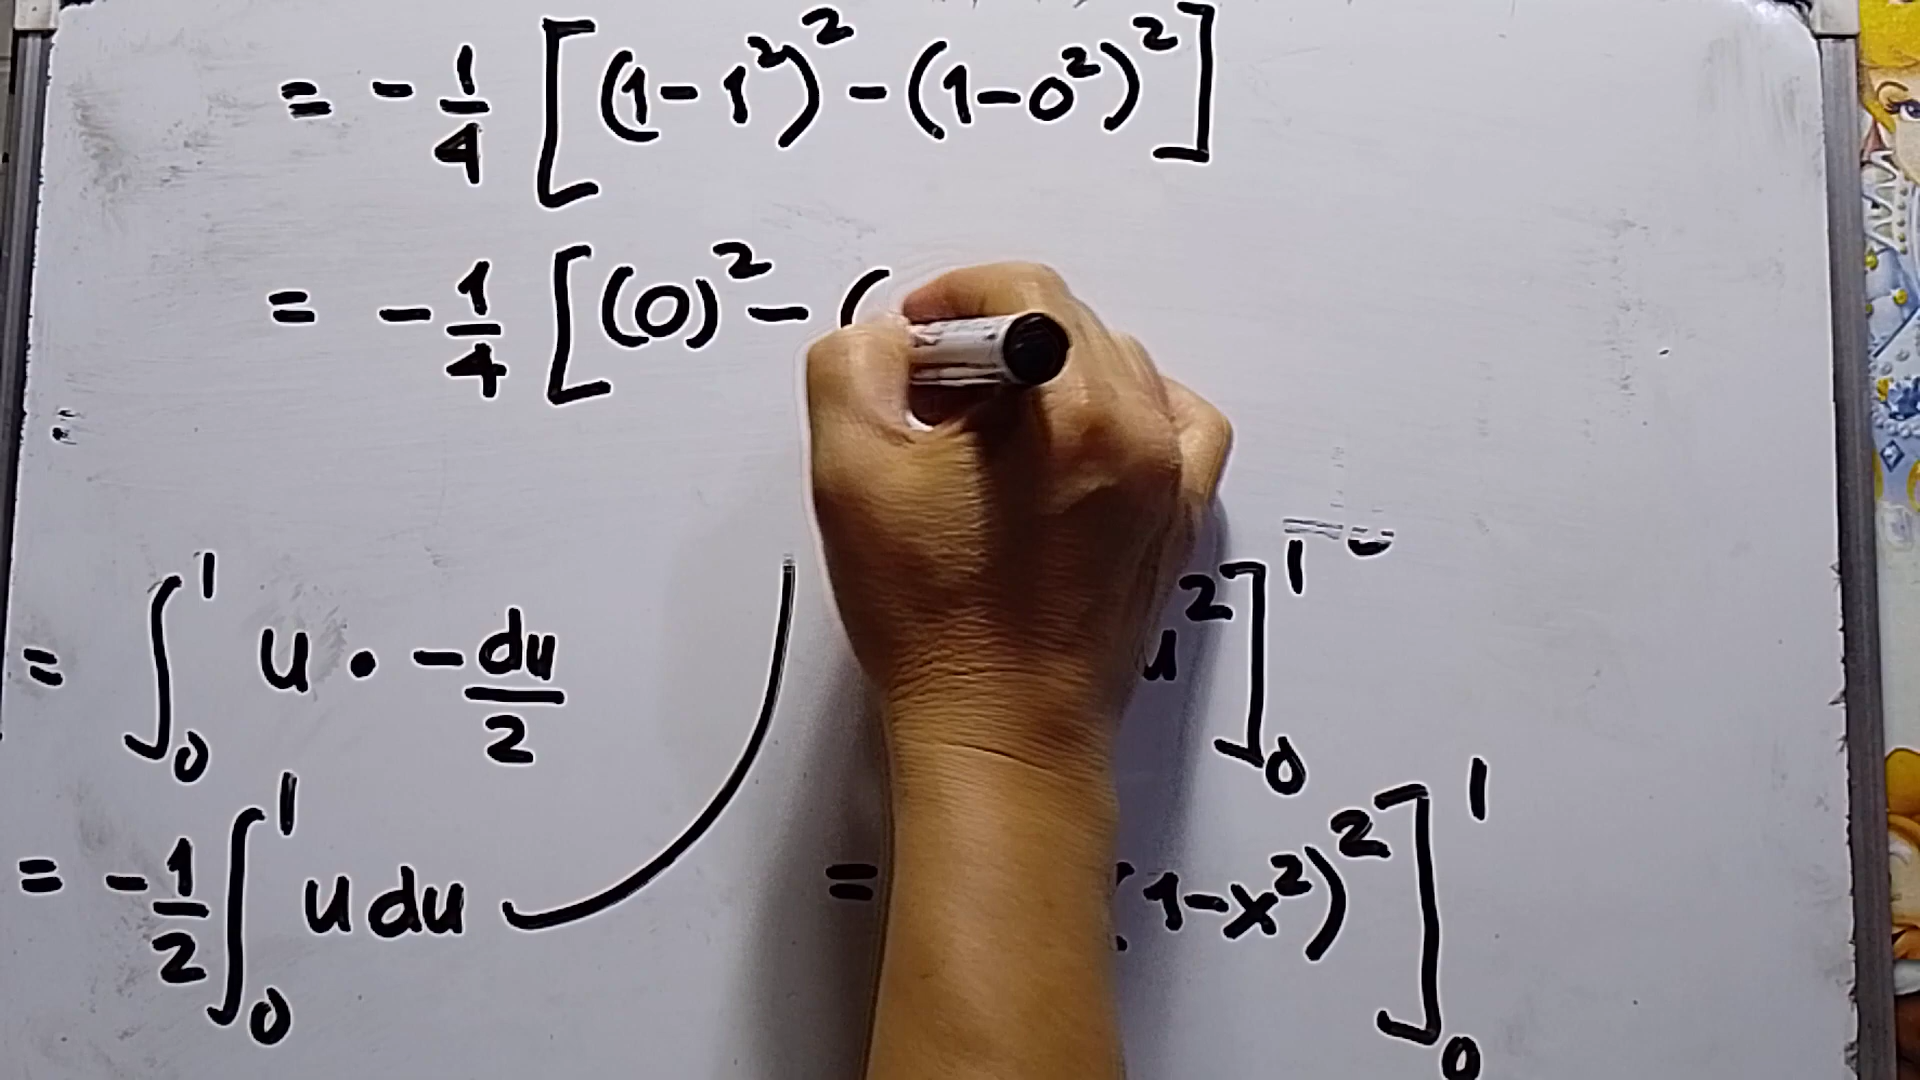 = -1/4 [(1-1²)² - (1-0²)²]
= -1/4 [(0)² - (
= ∫₀¹ u · -du/2
= -1/2 ∫₀¹ u du
u²]₀¹
= (1-x²)²]₀¹